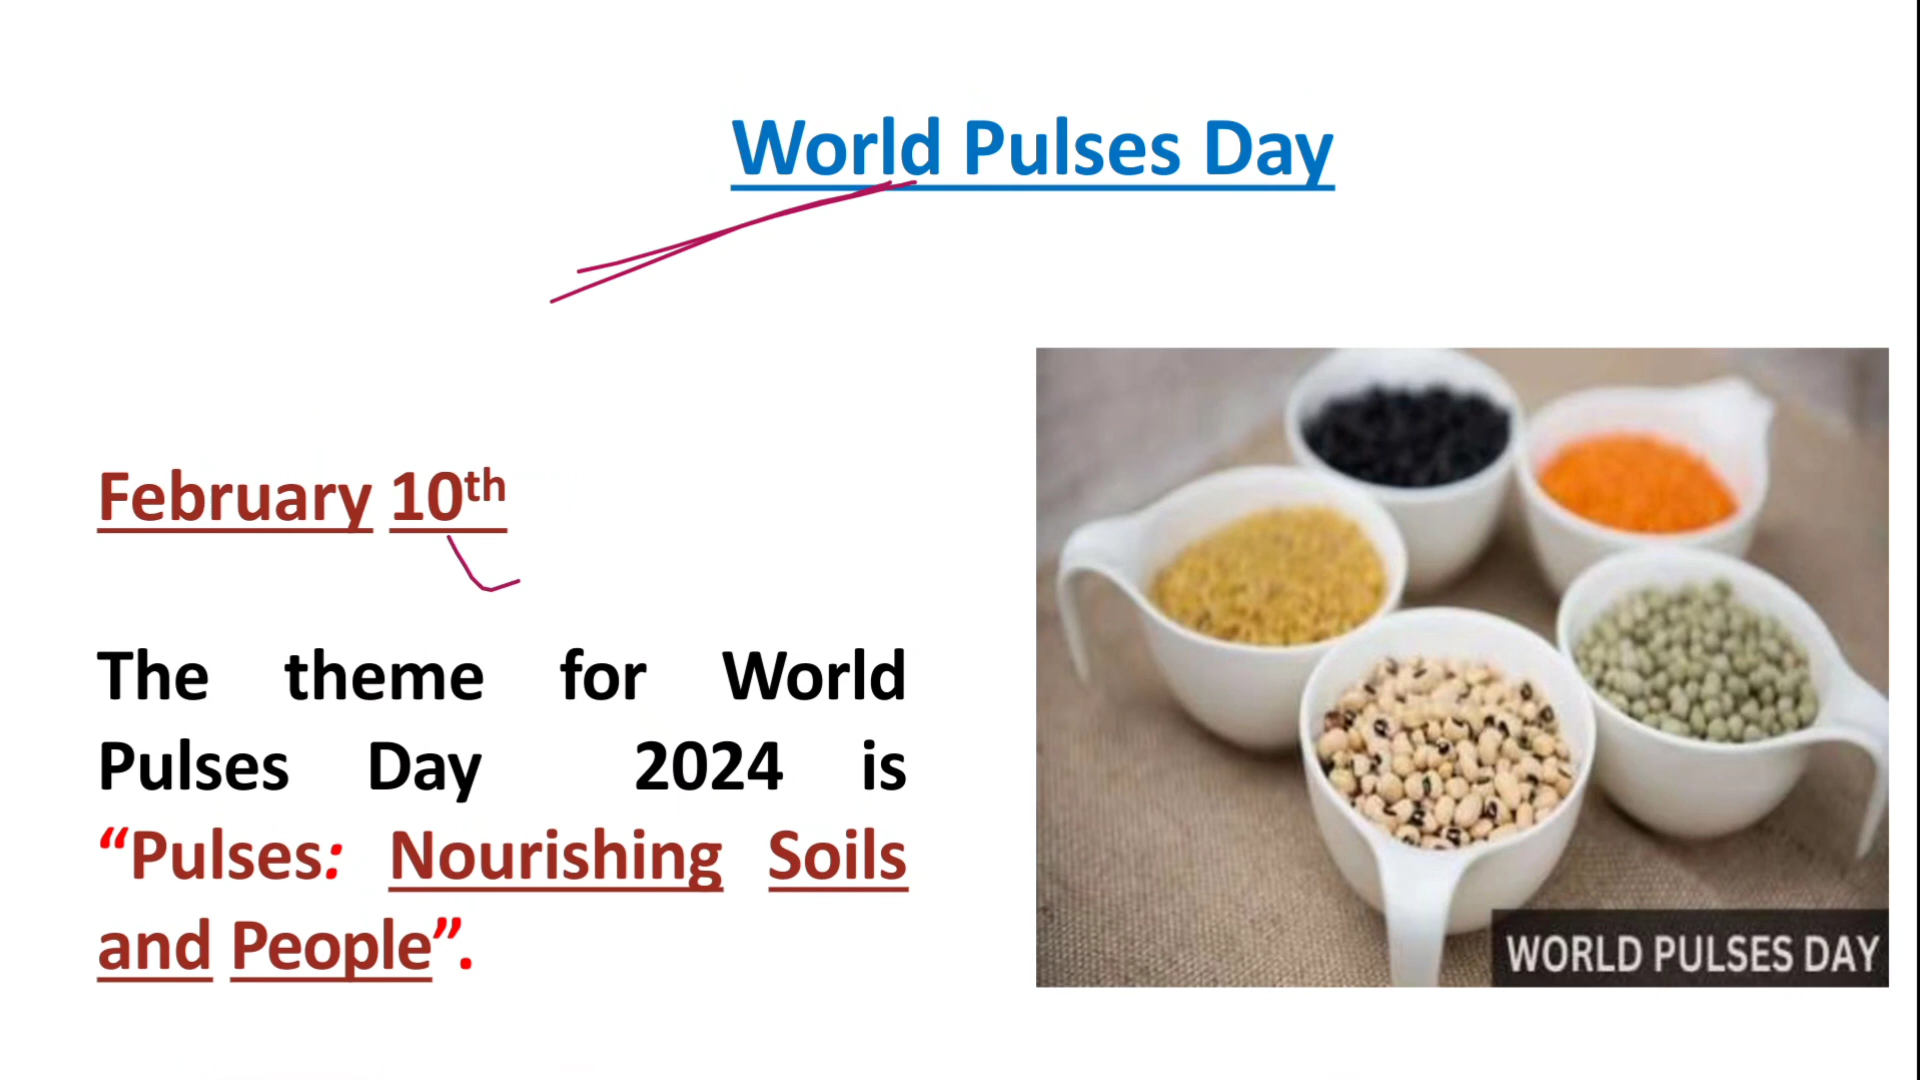 World Pulses Day
February 10th
The theme for World
Pulses Day 2024 is
“Pulses: Nourishing Soils
and People”.
WORLD PULSES DAY